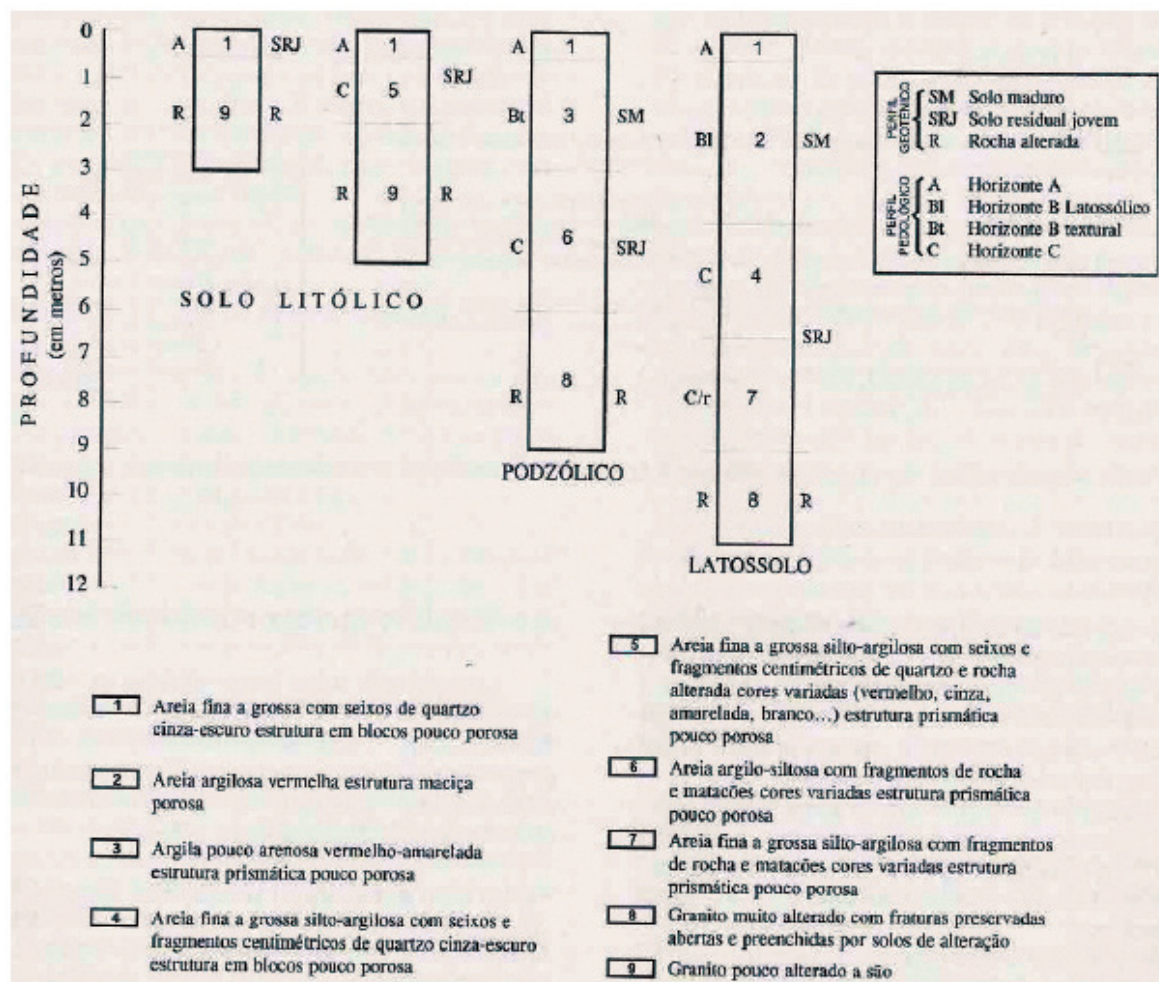 PROFUNDIDADE
(em metros)
0
1
2
3
4
5
6
7
8
9
10
11
12
A 1 SRJ
R 9 R
A 1
SRJ
C 5
R 9 R
SOLO LITÓLICO
A 1
Bt 3 SM
C 6 SRJ
R 8 R
PODZÓLICO
A 1
Bl 2 SM
C 4
SRJ
C/r 7
R 8 R
LATOSSOLO
PERFIL
GEOTÊNICO
SM Solo maduro
SRJ Solo residual jovem
R Rocha alterada
PERFIL
PEDOLÓGICO
A Horizonte A
Bl Horizonte B Latossólico
Bt Horizonte B textural
C Horizonte C
1 Areia fina a grossa com seixos de quartzo
cinza-escuro estrutura em blocos pouco porosa
2 Areia argilosa vermelha estrutura maciça
porosa
3 Argila pouco arenosa vermelho-amarelada
estrutura prismática pouco porosa
4 Areia fina a grossa silto-argilosa com seixos e
fragmentos centimétricos de quartzo cinza-escuro
estrutura em blocos pouco porosa
5 Areia fina a grossa silto-argilosa com seixos e
fragmentos centimétricos de quartzo e rocha
alterada cores variadas (vermelho, cinza,
amarelada, branco...) estrutura prismática
pouco porosa
6 Areia argilo-siltosa com fragmentos de rocha
e matacões cores variadas estrutura prismática
pouco porosa
7 Areia fina a grossa silto-argilosa com fragmentos
de rocha e matacões cores variadas estrutura
prismática pouco porosa
8 Granito muito alterado com fraturas preservadas
abertas e preenchidas por solos de alteração
9 Granito pouco alterado a são